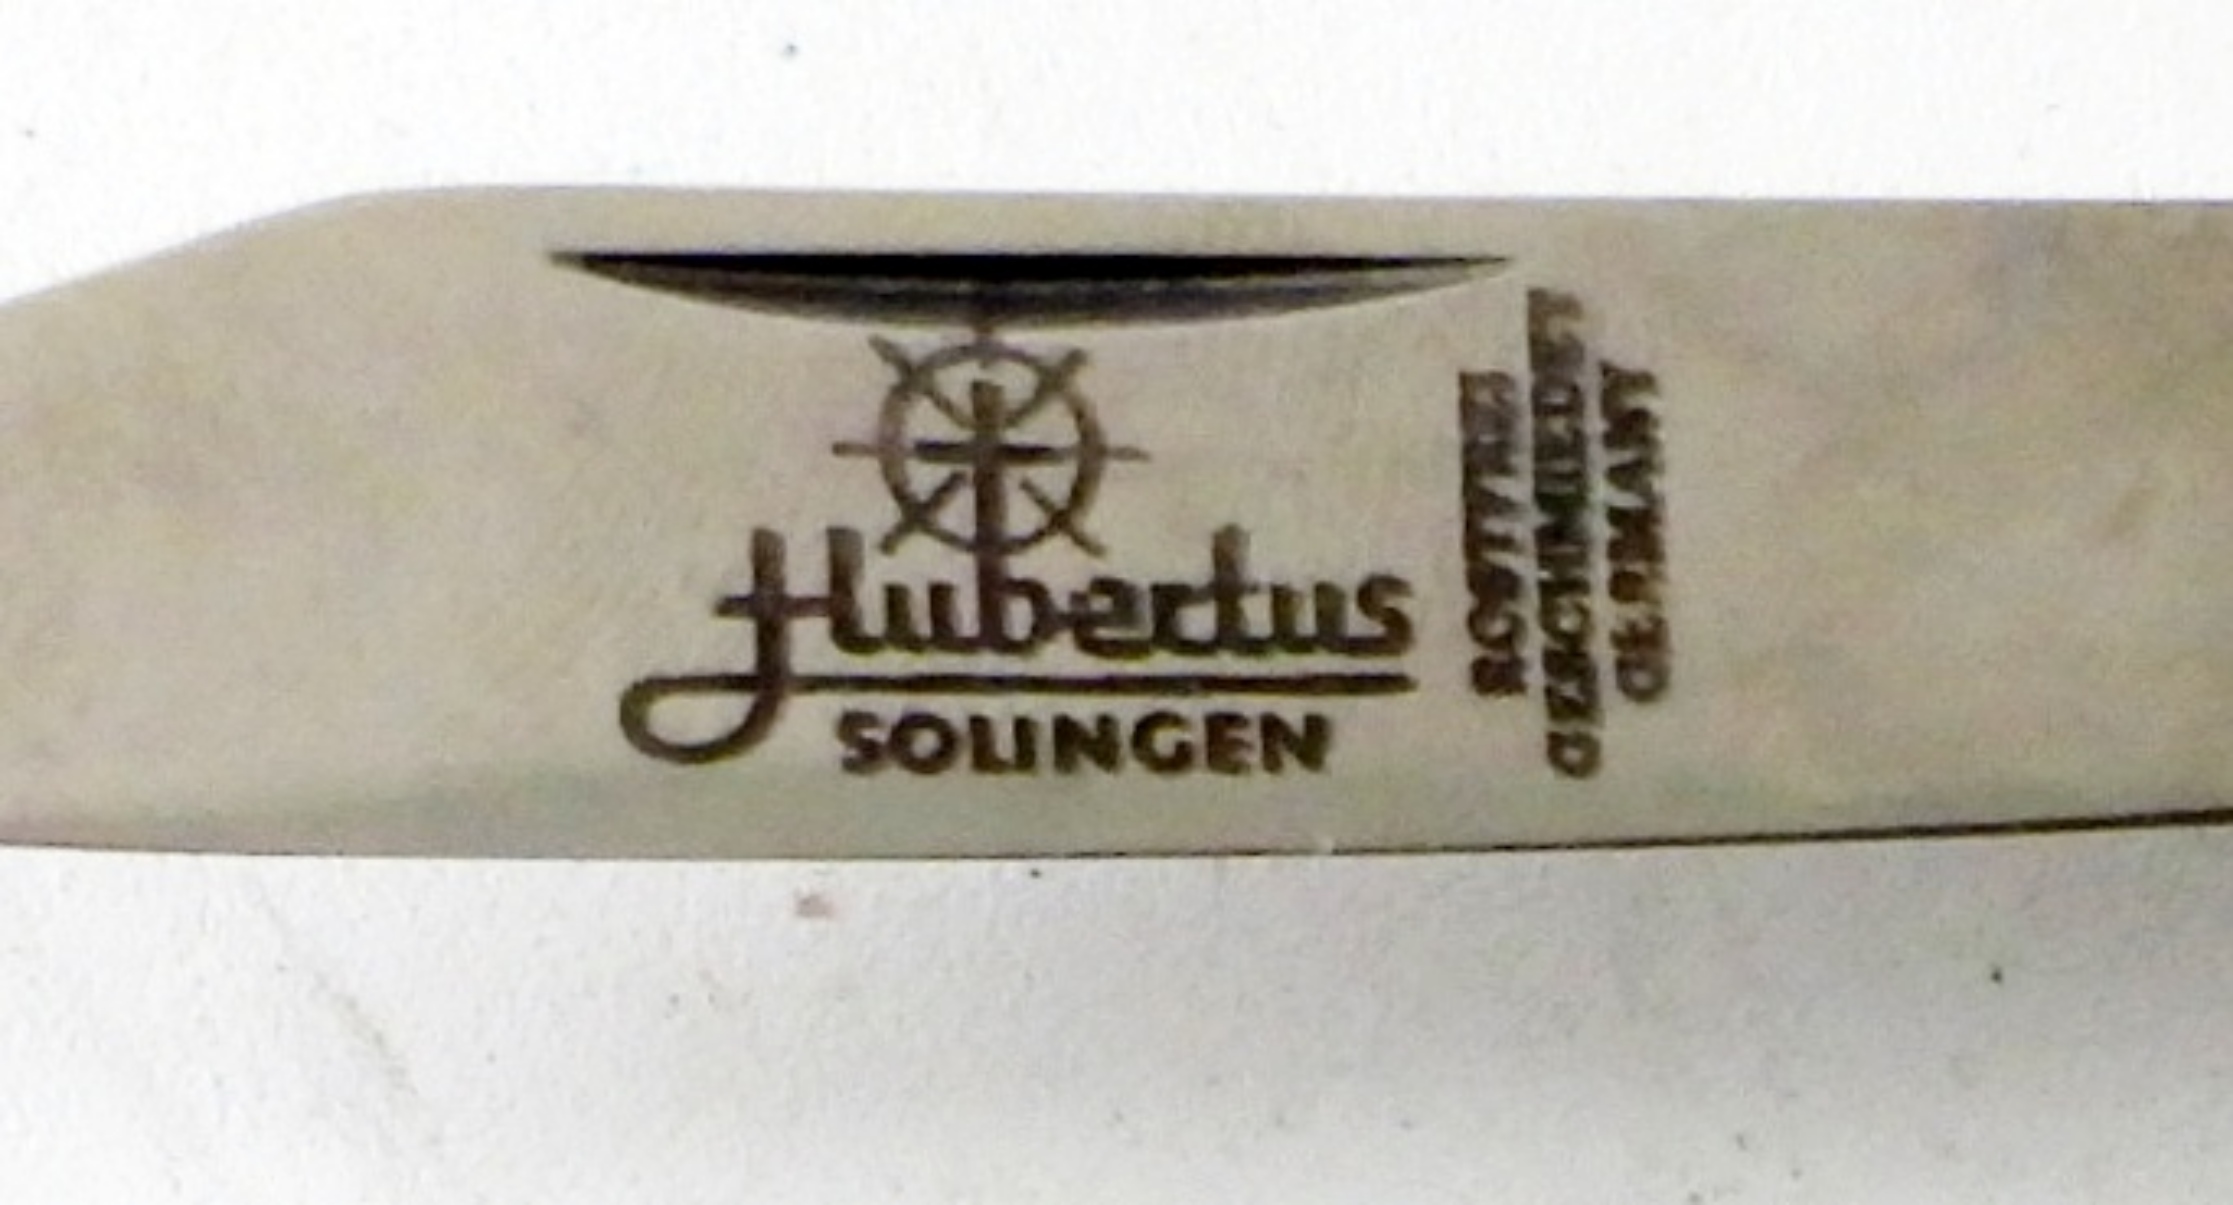 Hubertus
SOLINGEN
ROSTFREI
GESCHMIEDET
GERMANY